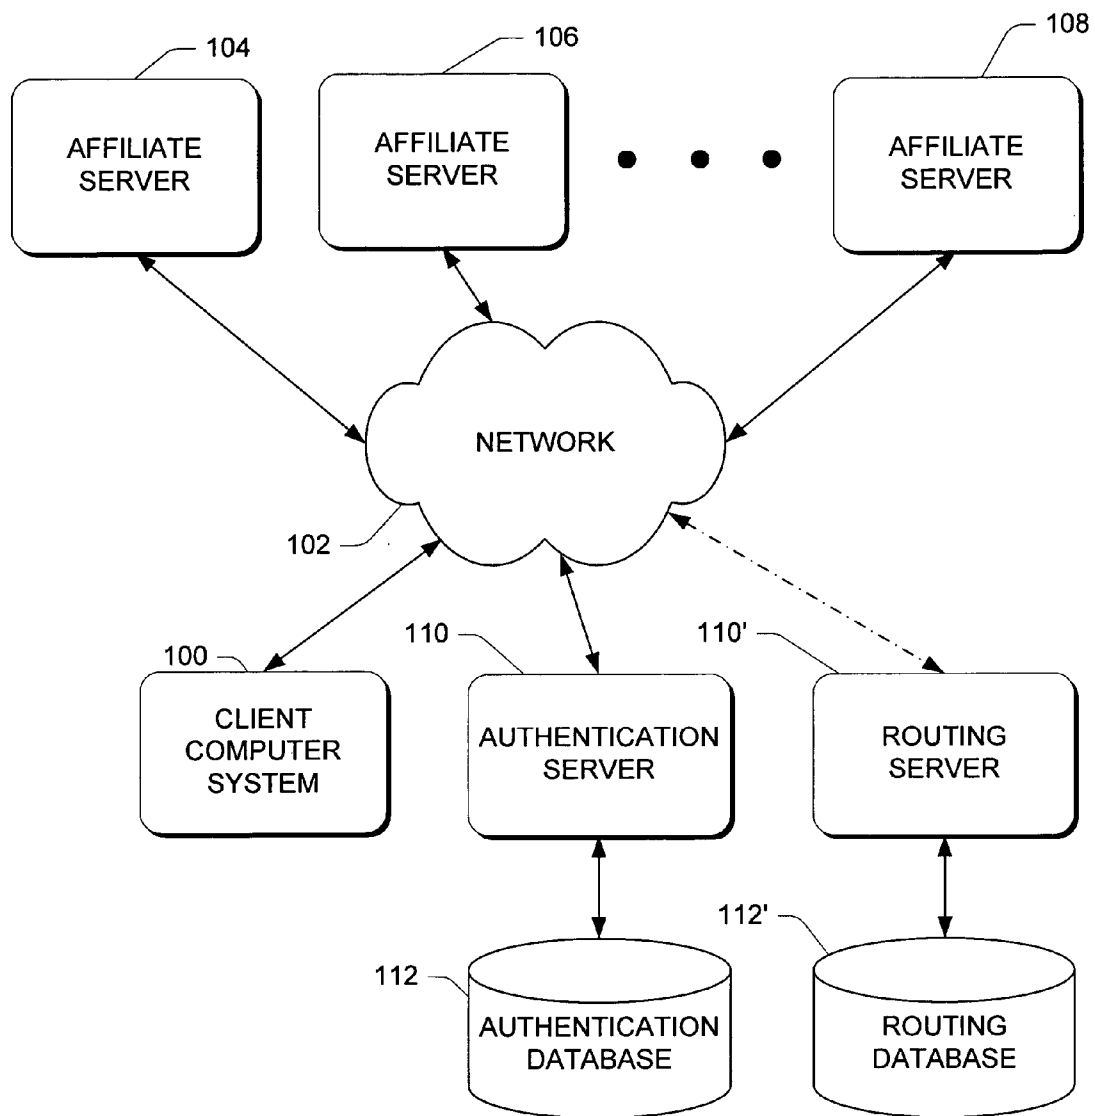 104
106
108
AFFILIATE
SERVER
AFFILIATE
SERVER
AFFILIATE
SERVER
NETWORK
102
100
110
110'
CLIENT
COMPUTER
SYSTEM
AUTHENTICATION
SERVER
ROUTING
SERVER
112
112'
AUTHENTICATION
DATABASE
ROUTING
DATABASE